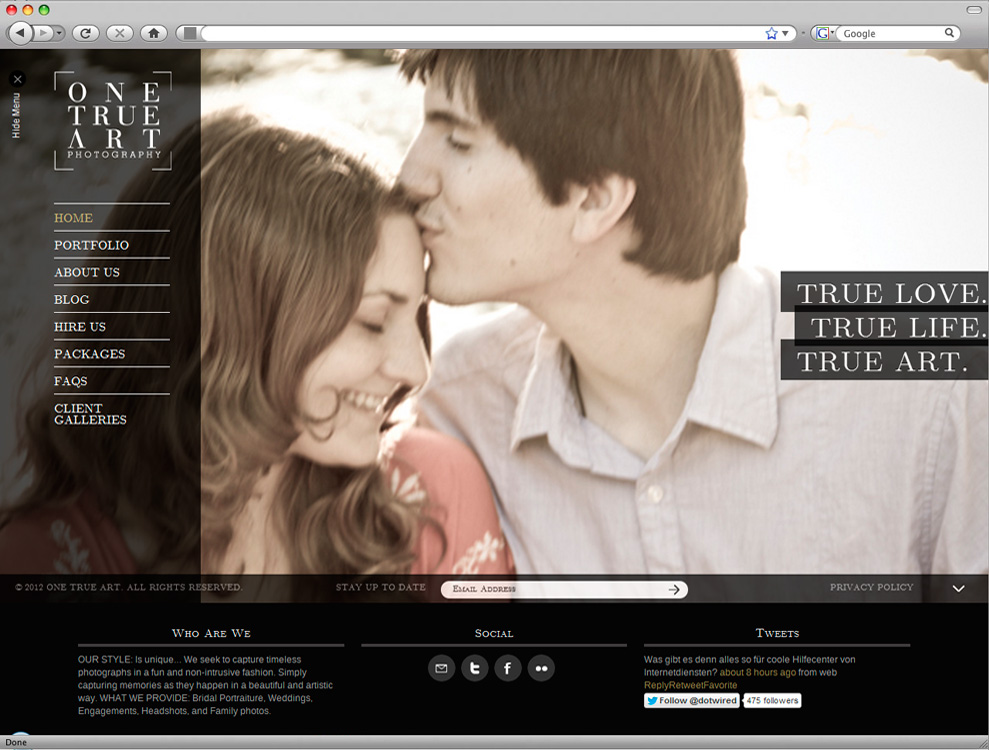 Google
Hide Menu
ONE
TRUE
ART
PHOTOGRAPHY
HOME
PORTFOLIO
ABOUT US
BLOG
HIRE US
PACKAGES
FAQS
CLIENT
GALLERIES
TRUE LOVE.
TRUE LIFE.
TRUE ART.
© 2012 ONE TRUE ART. ALL RIGHTS RESERVED.
STAY UP TO DATE
Email Address
PRIVACY POLICY
Who Are We
OUR STYLE: Is unique... We seek to capture timeless
photographs in a fun and non-intrusive fashion. Simply
capturing memories as they happen in a beautiful and artistic
way. WHAT WE PROVIDE: Bridal Portraiture, Weddings,
Engagements, Headshots, and Family photos.
Social
Tweets
Was gibt es denn alles so für coole Hilfecenter von
Internetdiensten? about 8 hours ago from web
ReplyRetweetFavorite
Follow @dotwired 475 followers
Done